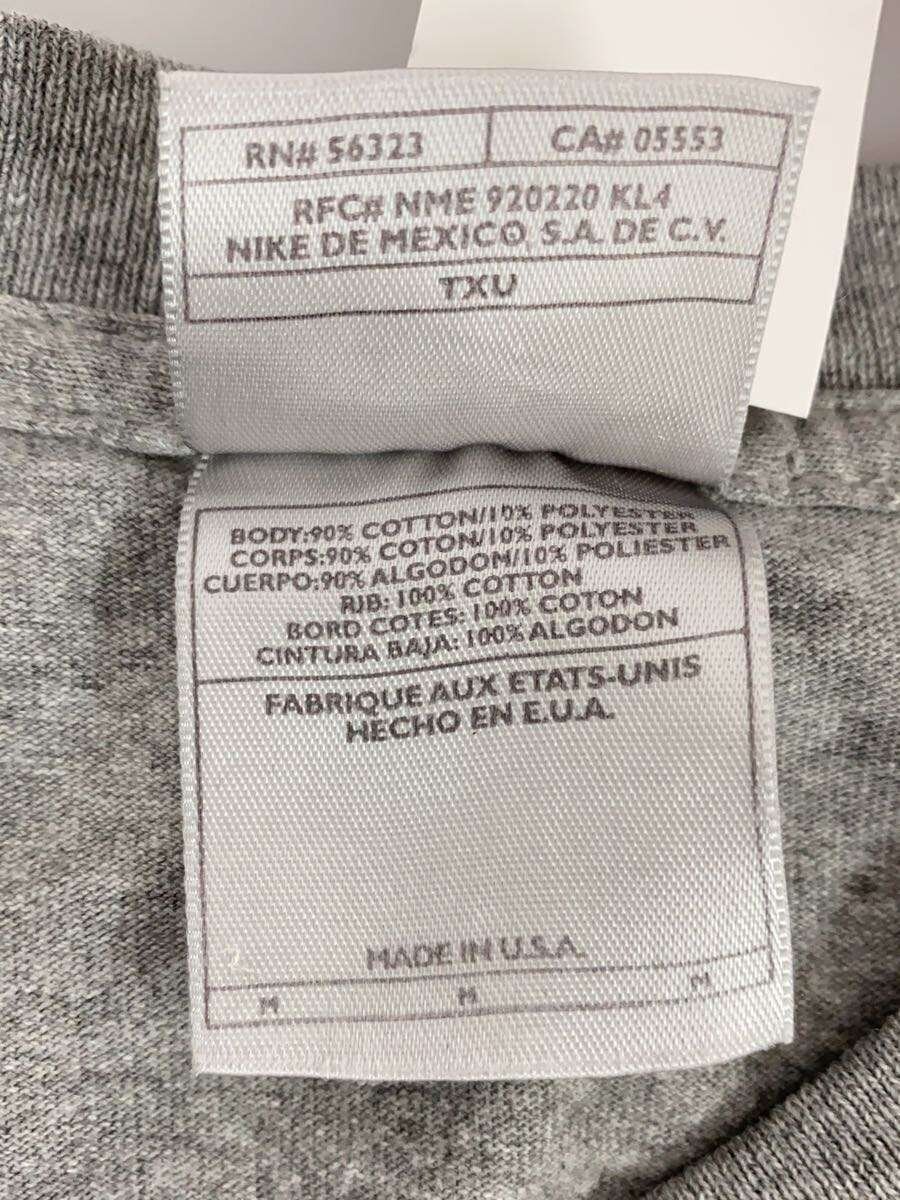 RN# 56323 CA# 05553
RFC# NME 920220 KL4
NIKE DE MEXICO, S.A. DE C.V.
TXU
BODY:90% COTTON/10% POLYESTER
CORPS:90% COTON/10% POLYESTER
CUERPO:90% ALGODON/10% POLIESTER
RIB: 100% COTTON
BORD COTES: 100% COTON
CINTURA BAJA: 100% ALGODON
FABRIQUE AUX ETATS-UNIS
HECHO EN E.U.A.
2
MADE IN U.S.A.
M M M